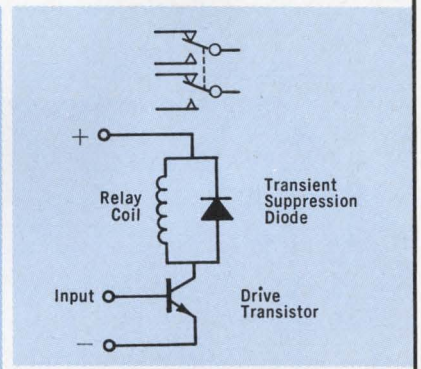 +
Relay
Coil
Transient
Suppression
Diode
Input
Drive
Transistor
−